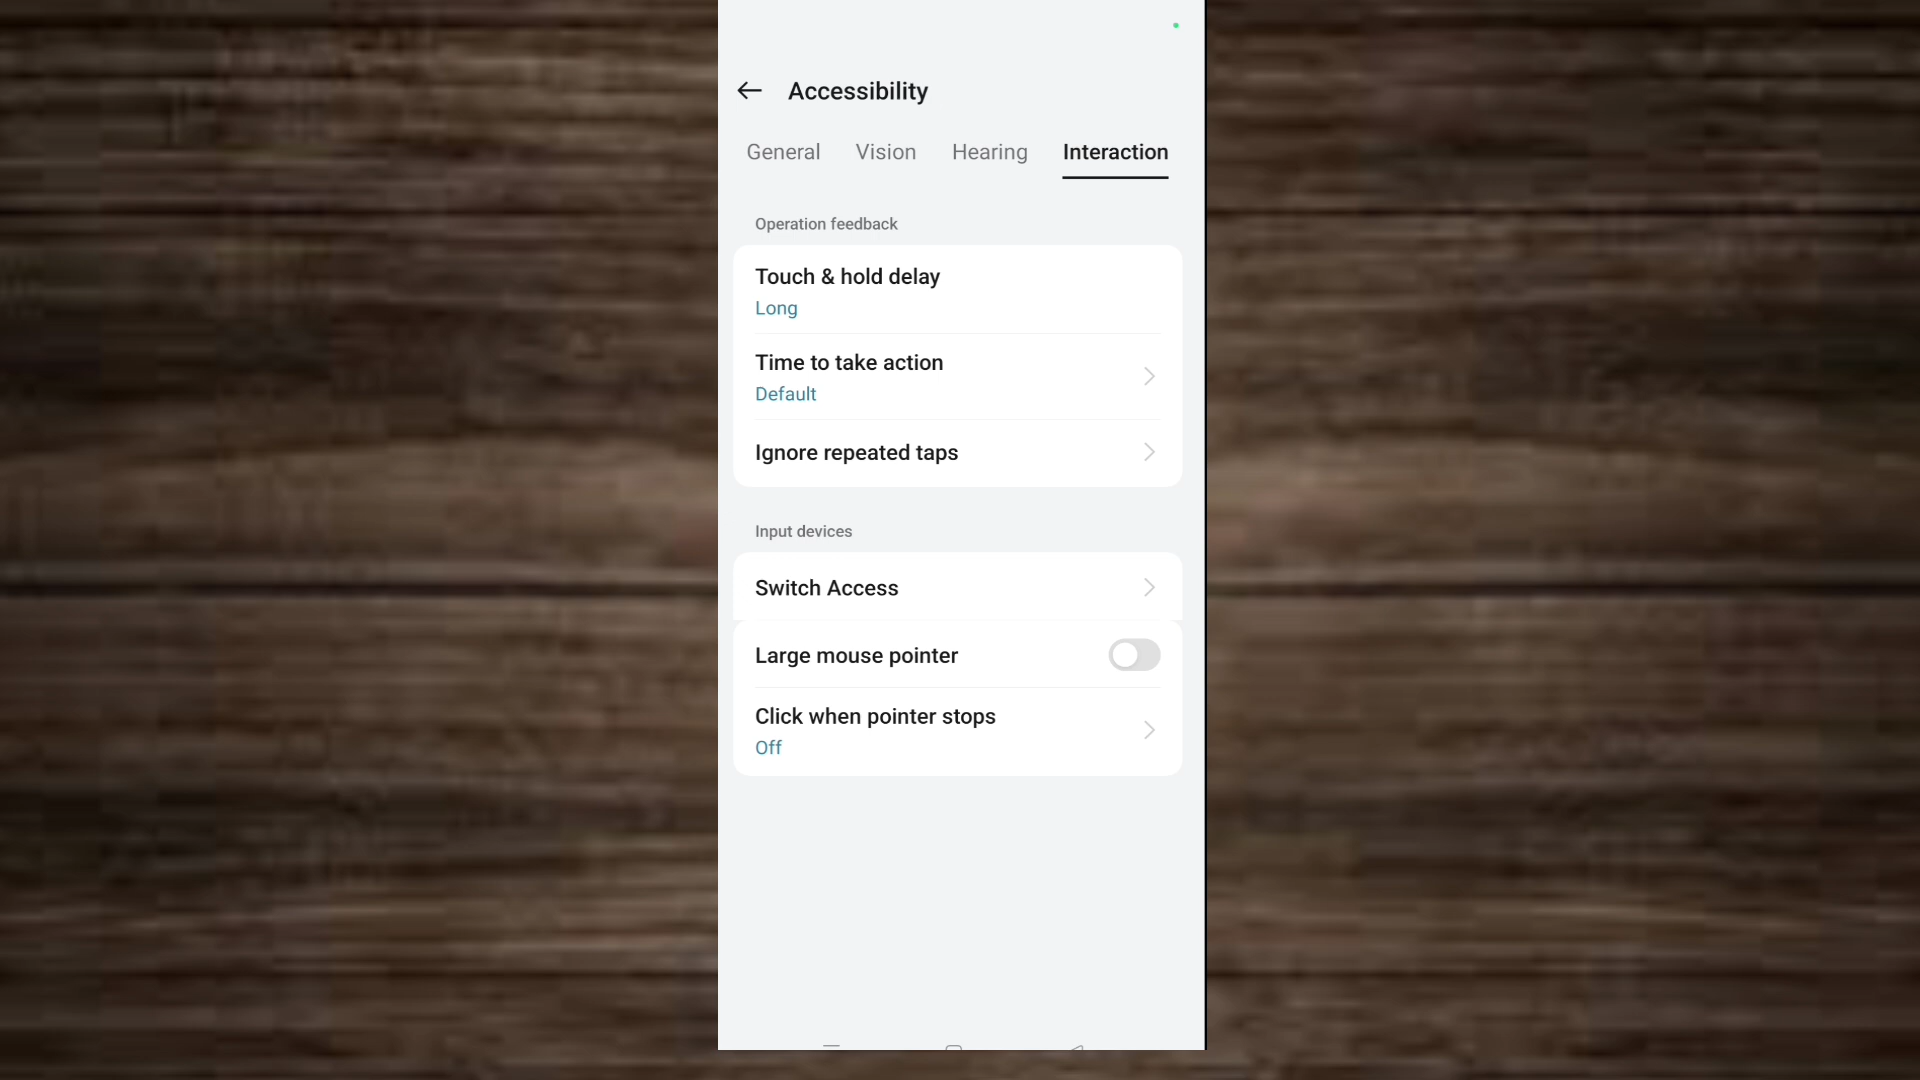 Accessibility
General Vision Hearing Interaction
Operation feedback
Touch & hold delay
Long
Time to take action
Default
Ignore repeated taps
Input devices
Switch Access
Large mouse pointer
Click when pointer stops
Off